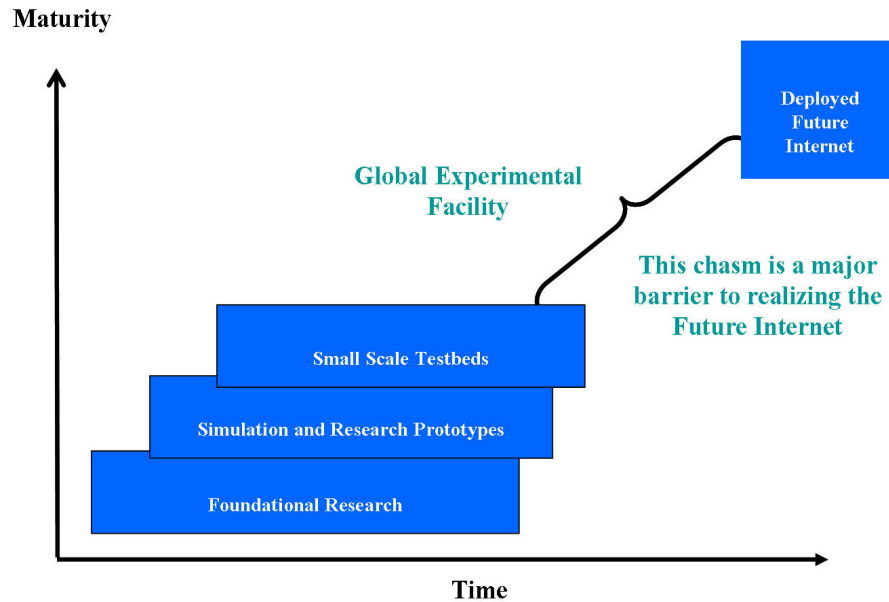 Maturity
Deployed
Future
Internet
Global Experimental
Facility
This chasm is a major
barrier to realizing the
Future Internet
Small Scale Testbeds
Simulation and Research Prototypes
Foundational Research
Time